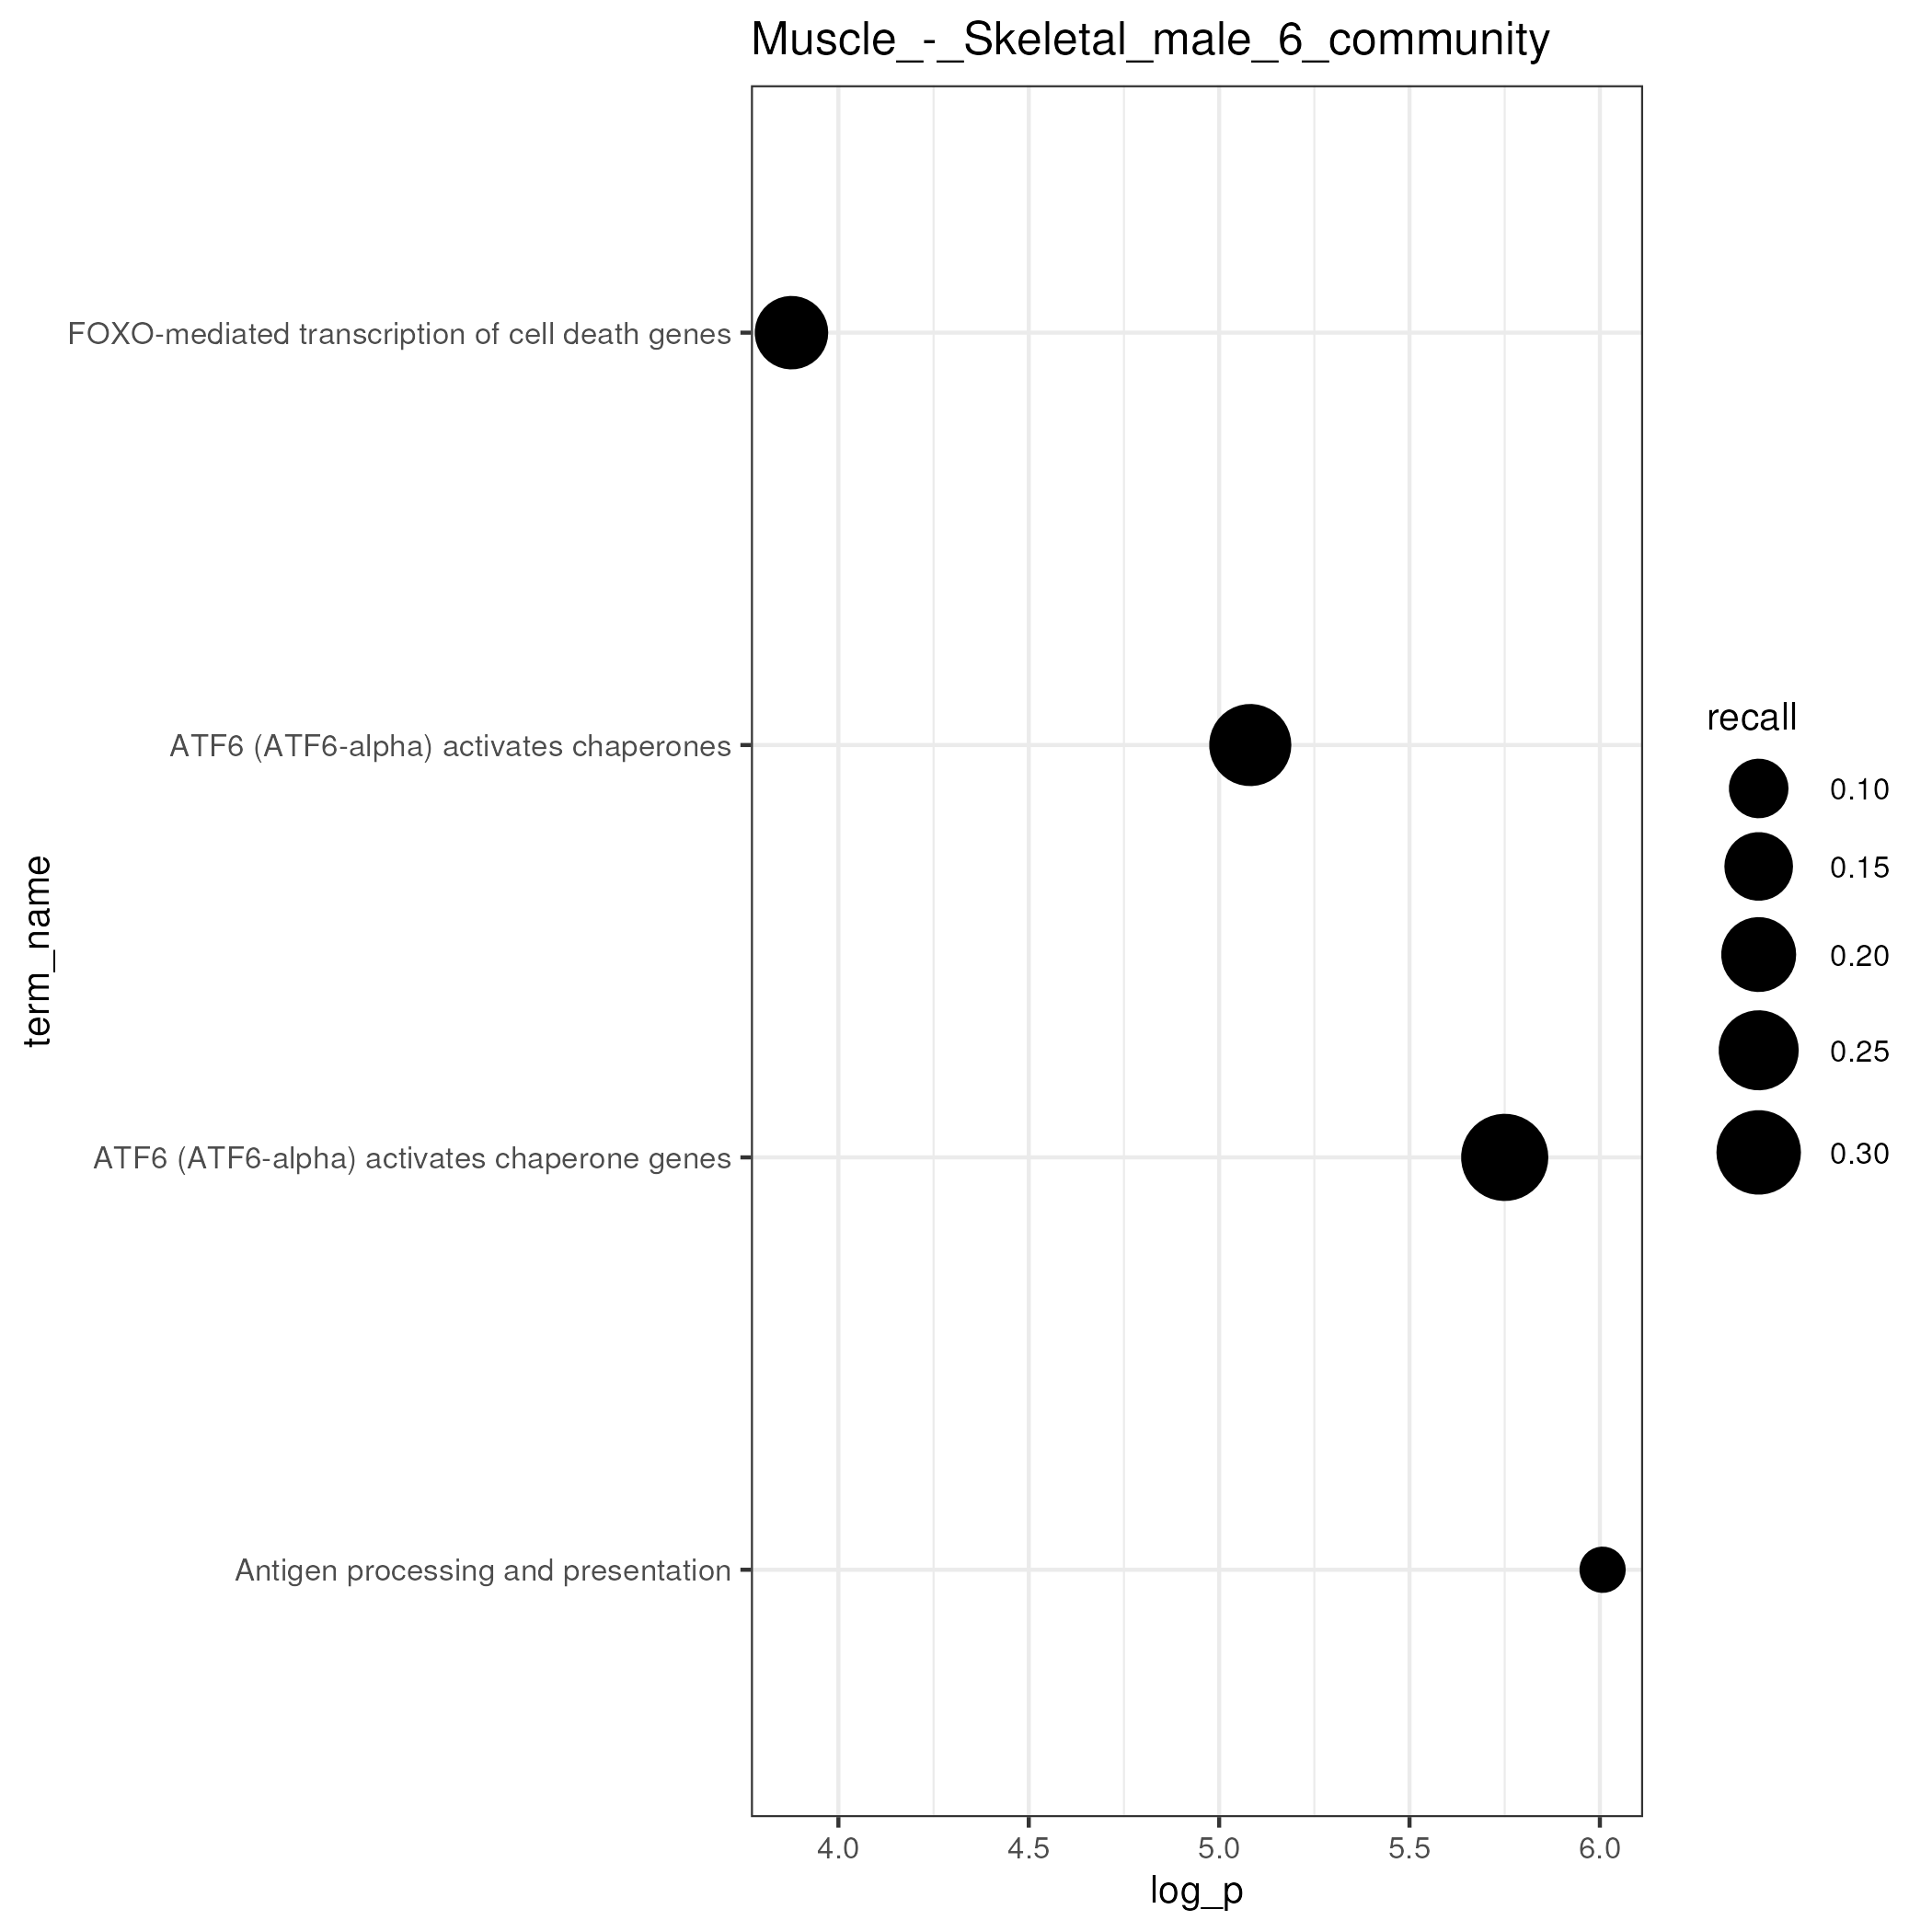 Muscle_-_Skeletal_male_6_community
FOXO-mediated transcription of cell death genes
ATF6 (ATF6-alpha) activates chaperones
ATF6 (ATF6-alpha) activates chaperone genes
Antigen processing and presentation
term_name
4.0 4.5 5.0 5.5 6.0
log_p
recall
0.10
0.15
0.20
0.25
0.30